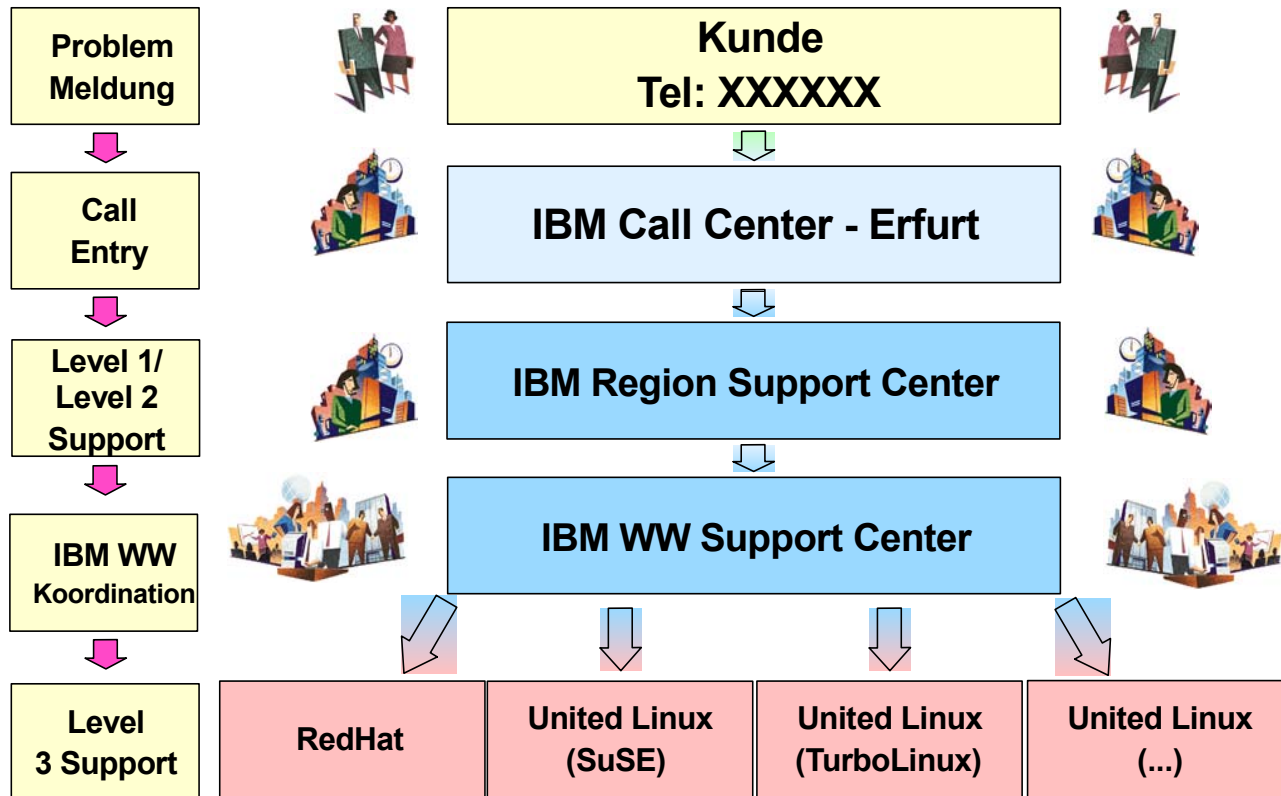 Problem
Meldung
Kunde
Tel: XXXXXX
Call
Entry
IBM Call Center - Erfurt
Level 1/
Level 2
Support
IBM Region Support Center
IBM WW
Koordination
IBM WW Support Center
Level
3 Support
RedHat
United Linux
(SuSE)
United Linux
(TurboLinux)
United Linux
(...)